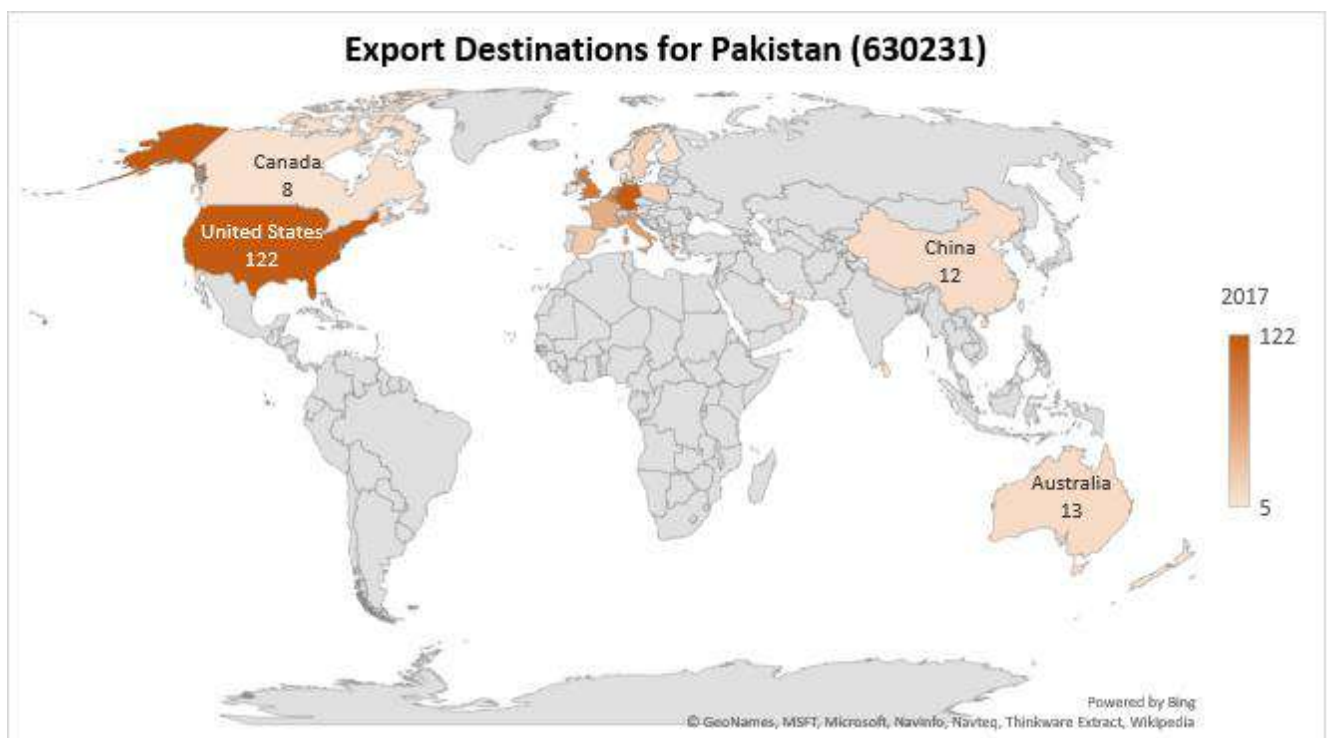 Export Destinations for Pakistan (630231)
Canada
8
United States
122
China
12
2017
122
5
Australia
13
Powered by Bing
© GeoNames, MSFT, Microsoft, NavInfo, Navteq, Thinkware Extract, Wikipedia